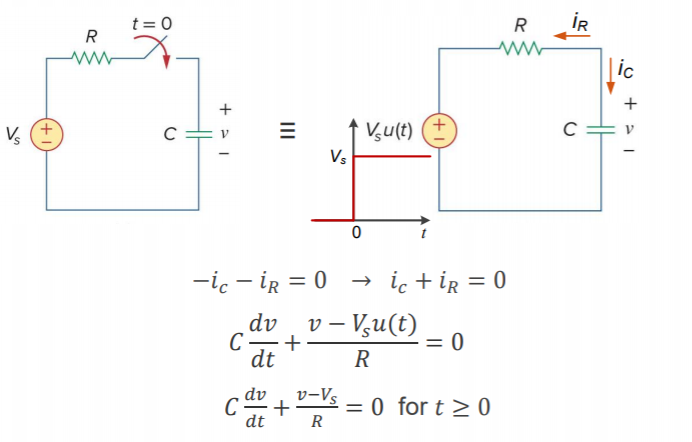 t = 0
R
V_s
+
−
C
+
v
−
≡
V_s
0
t
V_s u(t)
+
−
R
i_R
i_C
C
+
v
−
−i_c − i_R = 0 → i_c + i_R = 0
C dv/dt + (v − V_s u(t))/R = 0
C dv/dt + (v−V_s)/R = 0 for t ≥ 0